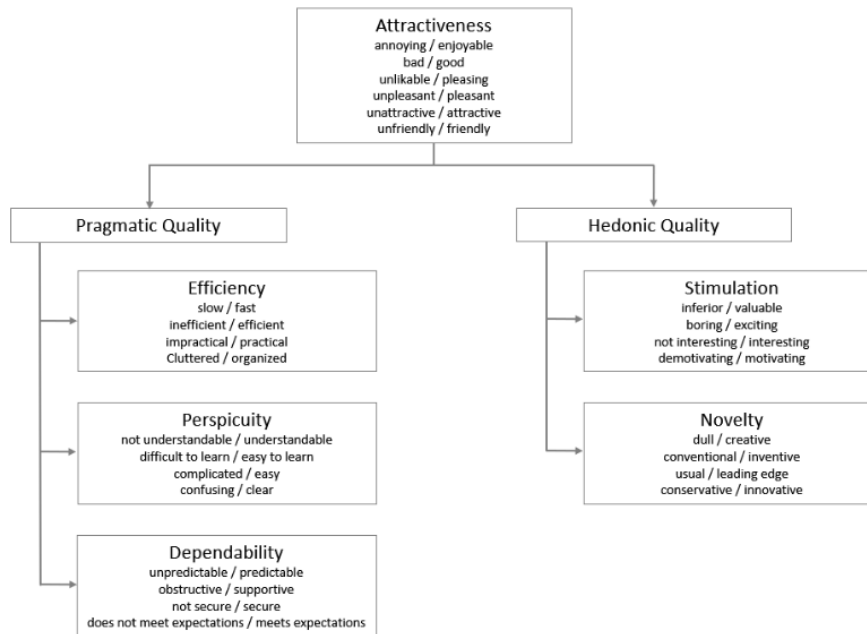 Attractiveness
annoying / enjoyable
bad / good
unlikable / pleasing
unpleasant / pleasant
unattractive / attractive
unfriendly / friendly
Pragmatic Quality
Hedonic Quality
Efficiency
slow / fast
inefficient / efficient
impractical / practical
Cluttered / organized
Perspicuity
not understandable / understandable
difficult to learn / easy to learn
complicated / easy
confusing / clear
Dependability
unpredictable / predictable
obstructive / supportive
not secure / secure
does not meet expectations / meets expectations
Stimulation
inferior / valuable
boring / exciting
not interesting / interesting
demotivating / motivating
Novelty
dull / creative
conventional / inventive
usual / leading edge
conservative / innovative